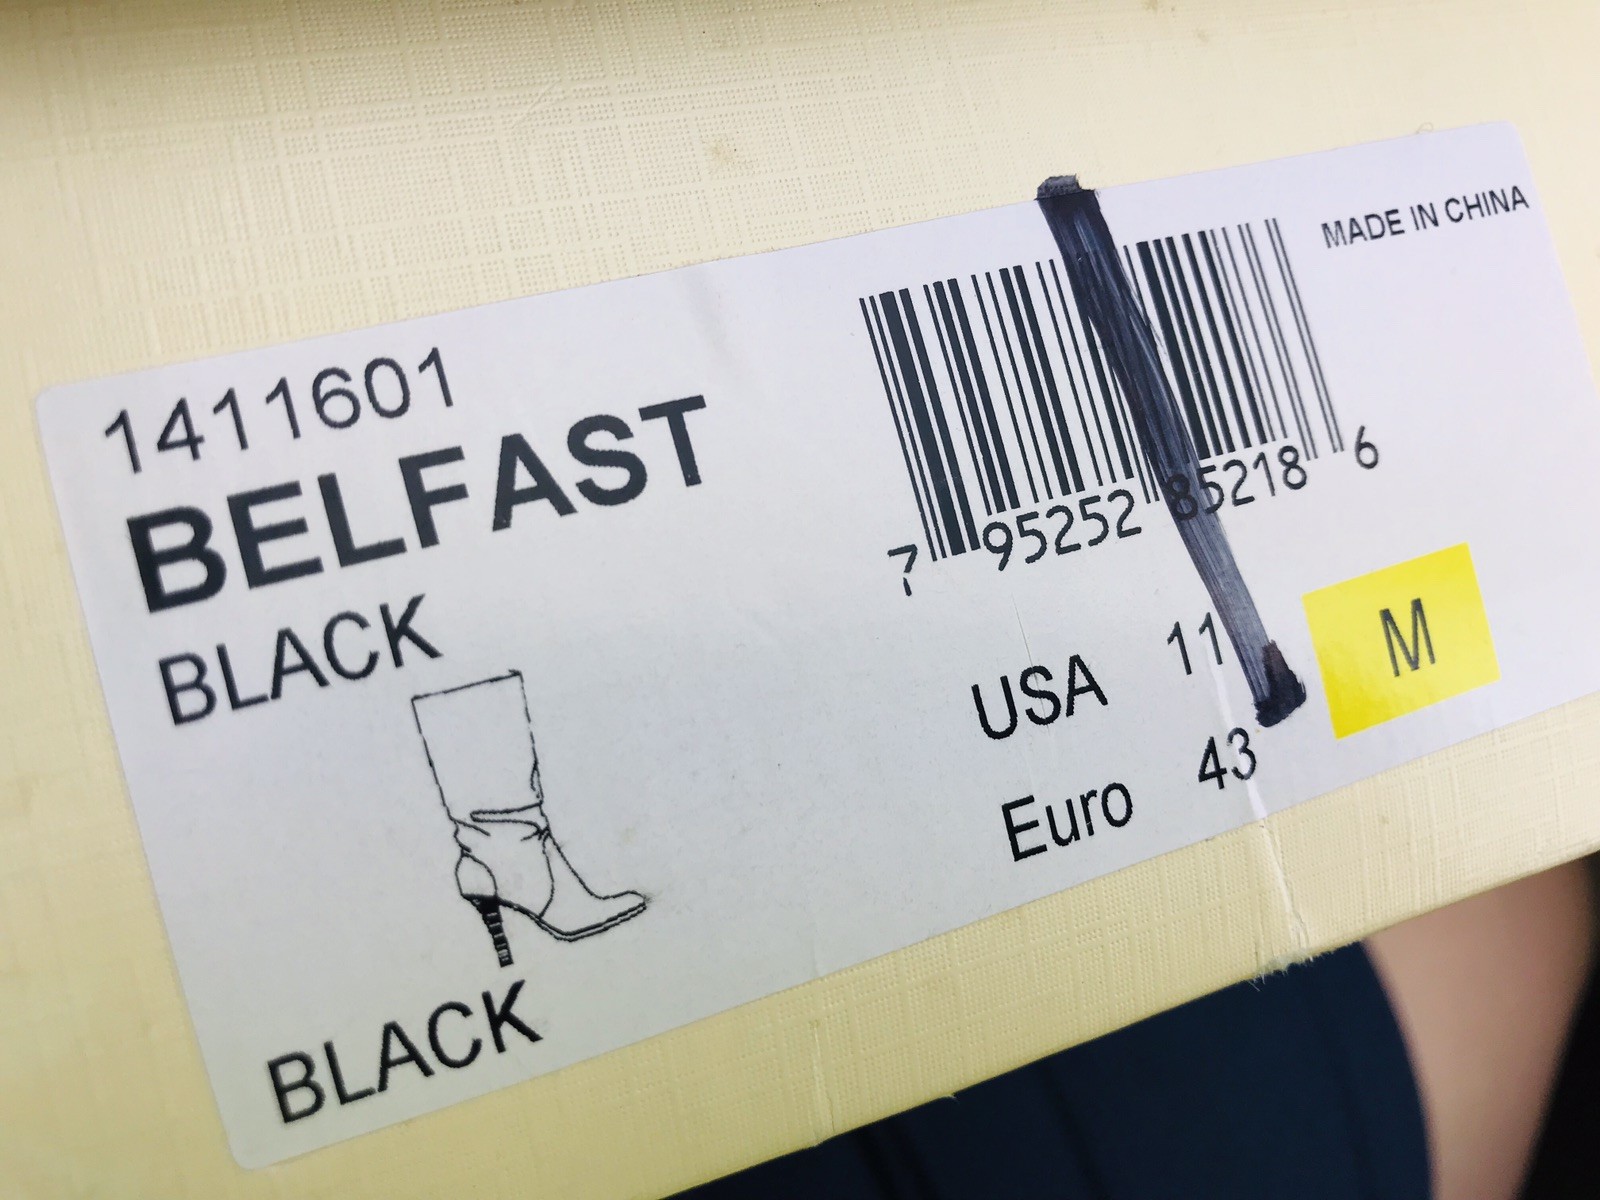 1411601
BELFAST
BLACK
BLACK
MADE IN CHINA
7 95252 85218 6
USA 11
Euro 43
M